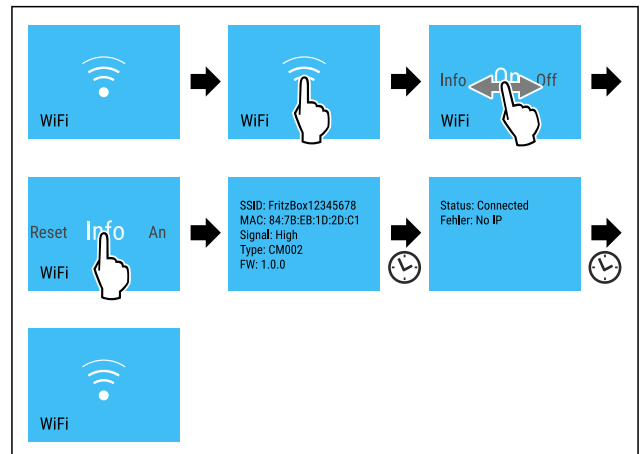 WiFi
WiFi
Info On Off
WiFi
Reset Info An
WiFi
SSID: FritzBox12345678
MAC: 84:7B:EB:1D:2D:C1
Signal: High
Type: CM002
FW: 1.0.0
Status: Connected
Fehler: No IP
WiFi